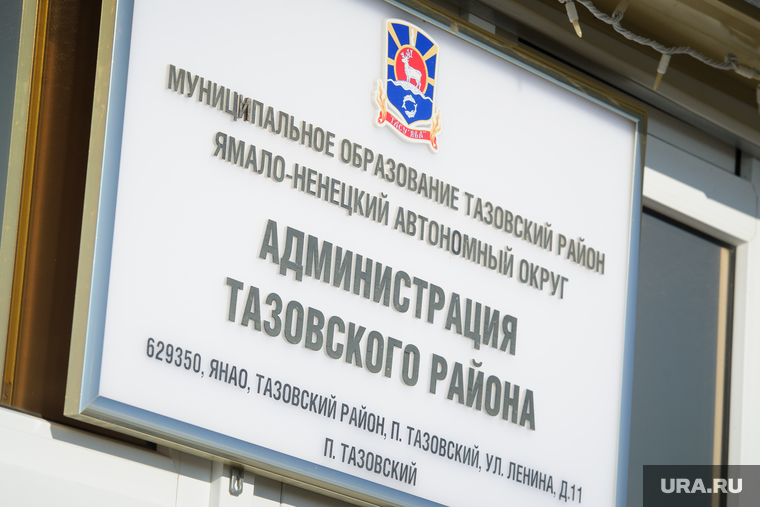 МУНИЦИПАЛЬНОЕ ОБРАЗОВАНИЕ ТАЗОВСКИЙ РАЙОН
ЯМАЛО-НЕНЕЦКИЙ АВТОНОМНЫЙ ОКРУГ
АДМИНИСТРАЦИЯ
ТАЗОВСКОГО РАЙОНА
629350, ЯНАО, ТАЗОВСКИЙ РАЙОН, П. ТАЗОВСКИЙ, УЛ. ЛЕНИНА, Д.11
П. ТАЗОВСКИЙ
URA.RU